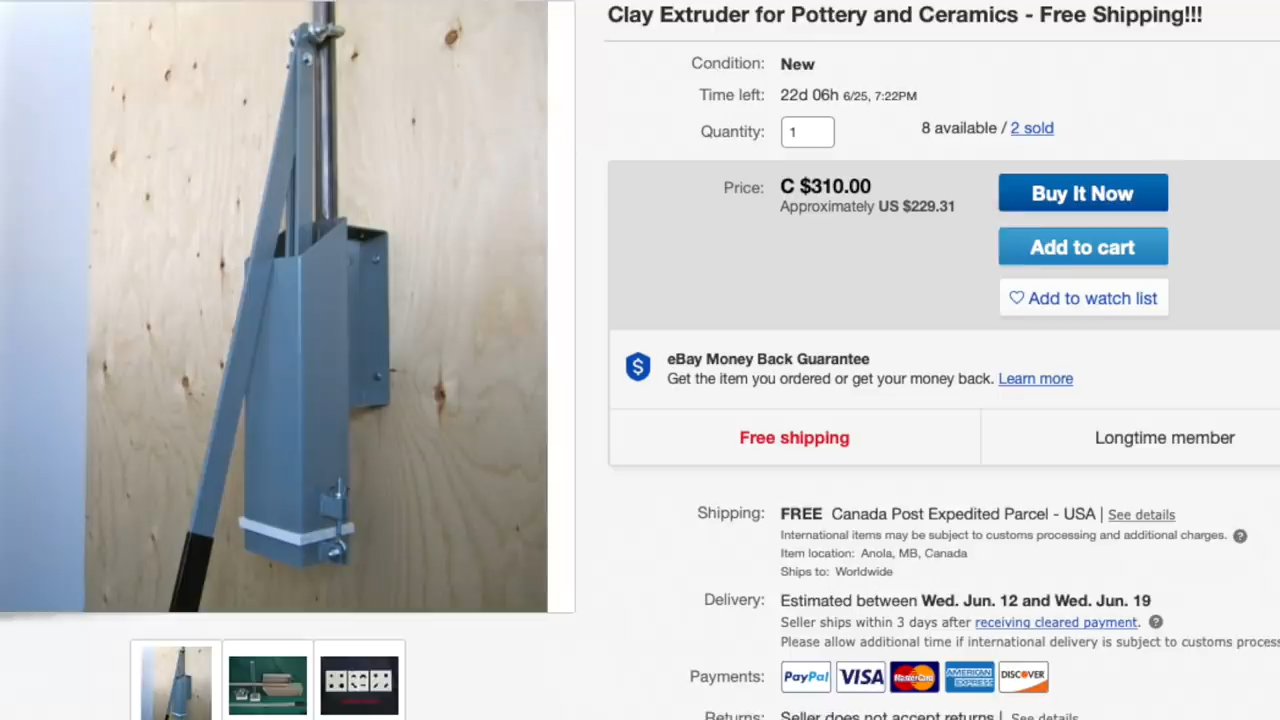 Clay Extruder for Pottery and Ceramics - Free Shipping!!!
Condition: New
Time left: 22d 06h 6/25, 7:22PM
Quantity: 1 8 available / 2 sold
Price: C $310.00 Buy It Now
Approximately US $229.31
Add to cart
Add to watch list
eBay Money Back Guarantee
Get the item you ordered or get your money back. Learn more
Free shipping Longtime member
Shipping: FREE Canada Post Expedited Parcel - USA | See details
International items may be subject to customs processing and additional charges. ?
Item location: Anola, MB, Canada
Ships to: Worldwide
Delivery: Estimated between Wed. Jun. 12 and Wed. Jun. 19
Seller ships within 3 days after receiving cleared payment. ?
Please allow additional time if international delivery is subject to customs process
Payments: PayPal VISA MasterCard AMERICAN EXPRESS DISCOVER
Returns: Seller does not accept returns | See details